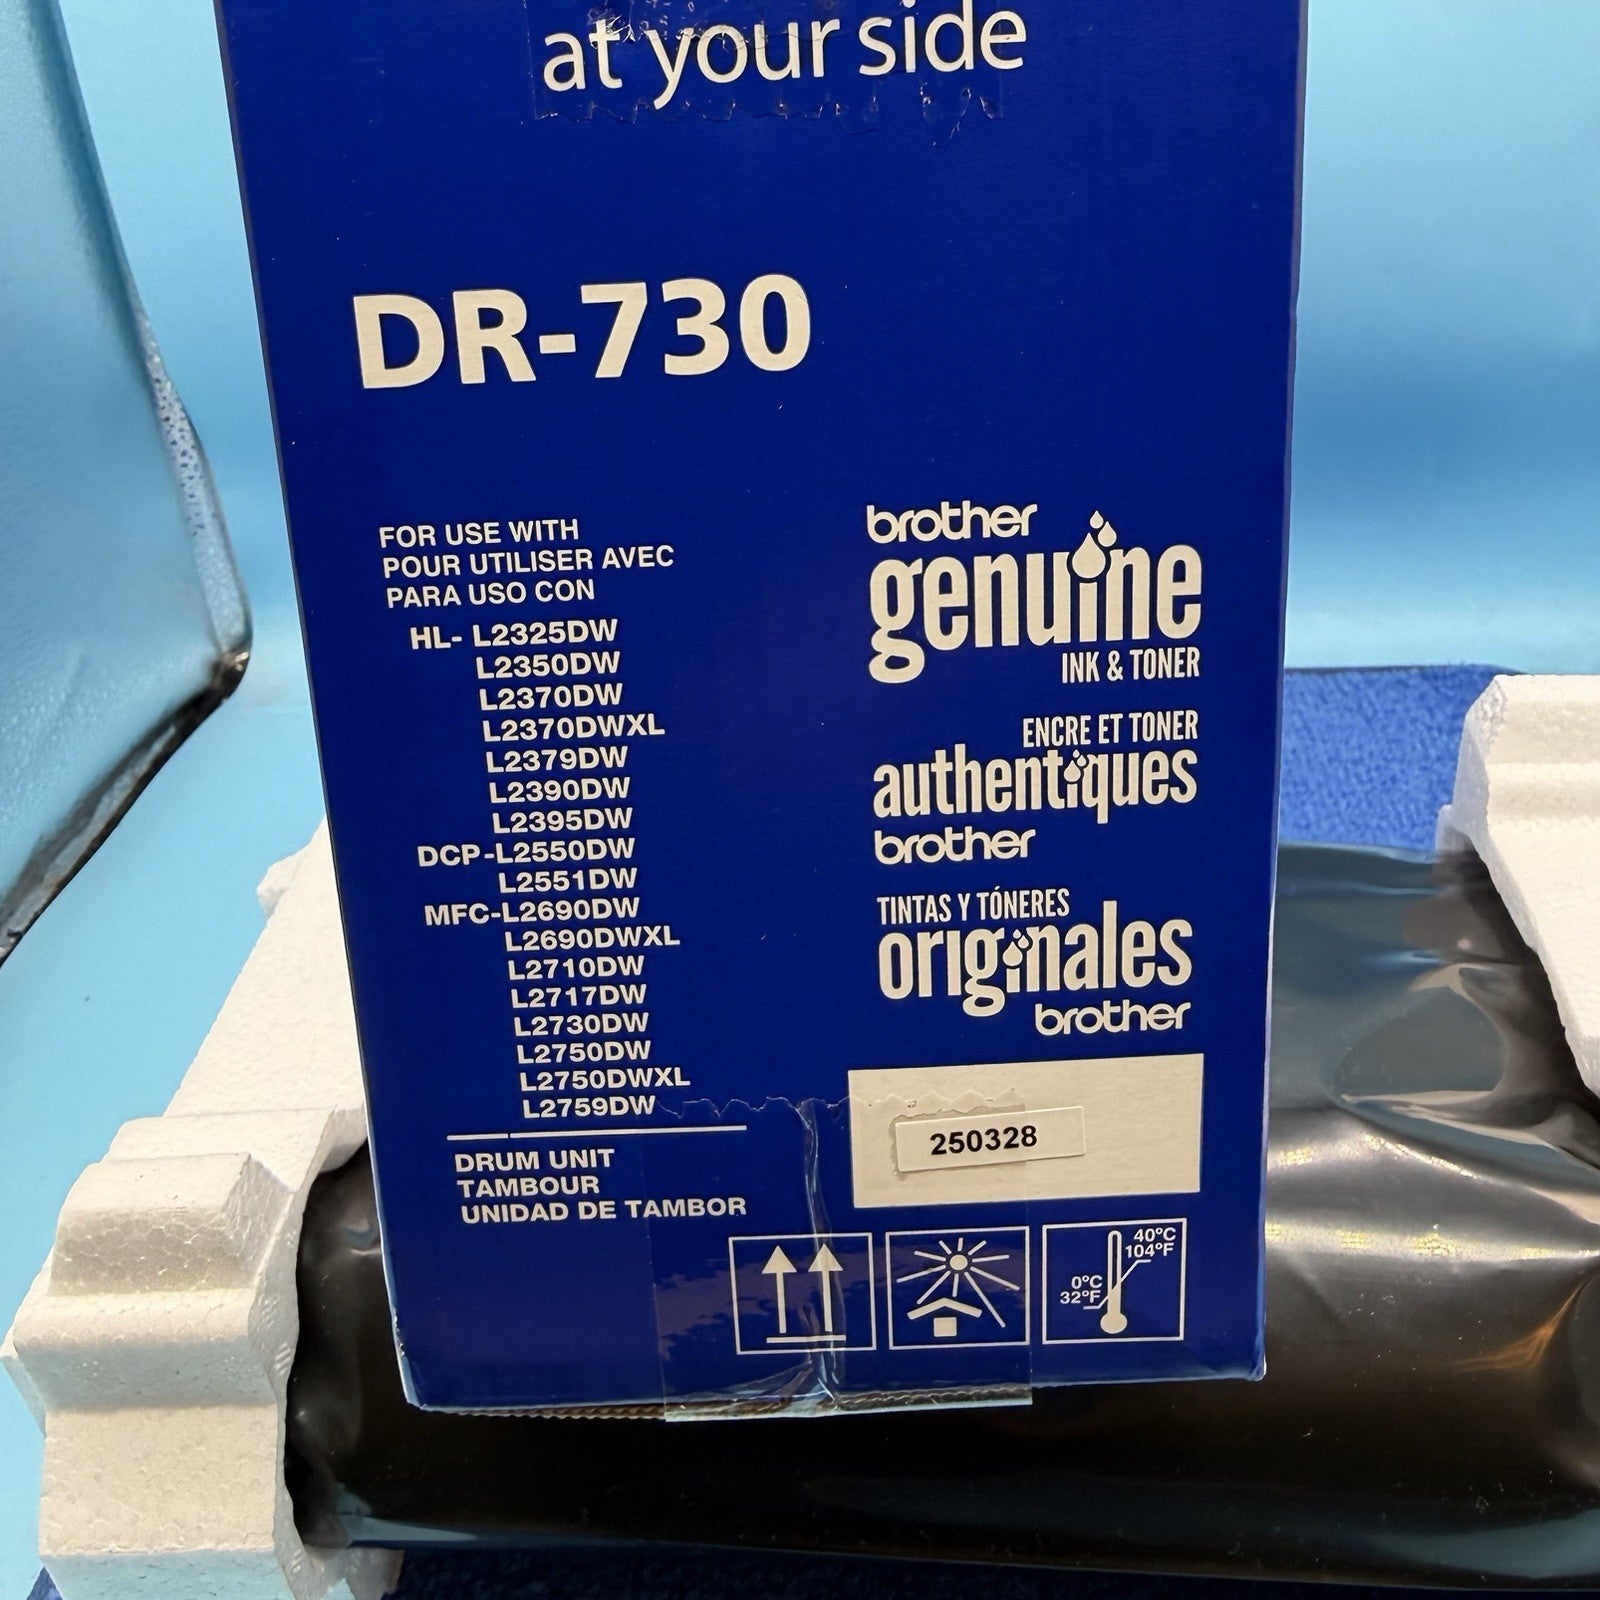 at your side
DR-730
FOR USE WITH
POUR UTILISER AVEC
PARA USO CON
HL- L2325DW
L2350DW
L2370DW
L2370DWXL
L2379DW
L2390DW
L2395DW
DCP-L2550DW
L2551DW
MFC-L2690DW
L2690DWXL
L2710DW
L2717DW
L2730DW
L2750DW
L2750DWXL
L2759DW
DRUM UNIT
TAMBOUR
UNIDAD DE TAMBOR
brother
genuine
INK & TONER
ENCRE ET TONER
authentiques
brother
TINTAS Y TÓNERES
originales
brother
250328
40°C
104°F
0°C
32°F